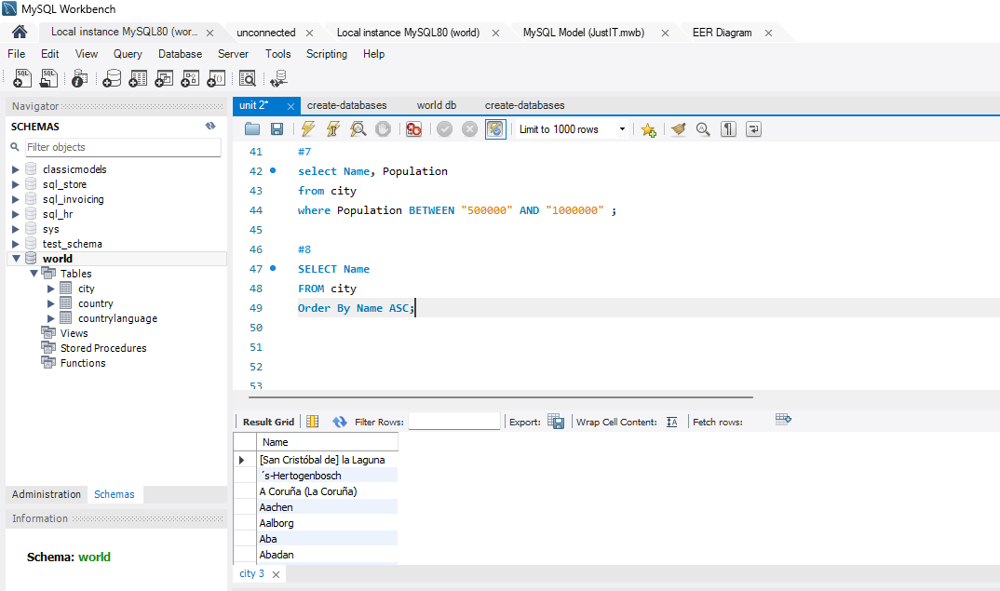 MySQL Workbench
Local instance MySQL80 (wor... × unconnected × Local instance MySQL80 (world) × MySQL Model (JustIT.mwb) × EER Diagram ×
File Edit View Query Database Server Tools Scripting Help
Navigator
SCHEMAS
Filter objects
classicmodels
sql_store
sql_invoicing
sql_hr
sys
test_schema
world
Tables
city
country
countrylanguage
Views
Stored Procedures
Functions
Administration Schemas
Information
Schema: world
unit 2* × create-databases world db create-databases
Limit to 1000 rows
41 #7
42 select Name, Population
43 from city
44 where Population BETWEEN "500000" AND "1000000" ;
45
46 #8
47 SELECT Name
48 FROM city
49 Order By Name ASC;
50
51
52
53
Result Grid Filter Rows: Export: Wrap Cell Content: Fetch rows:
Name
[San Cristóbal de] la Laguna
´s-Hertogenbosch
A Coruña (La Coruña)
Aachen
Aalborg
Aba
Abadan
city 3 ×